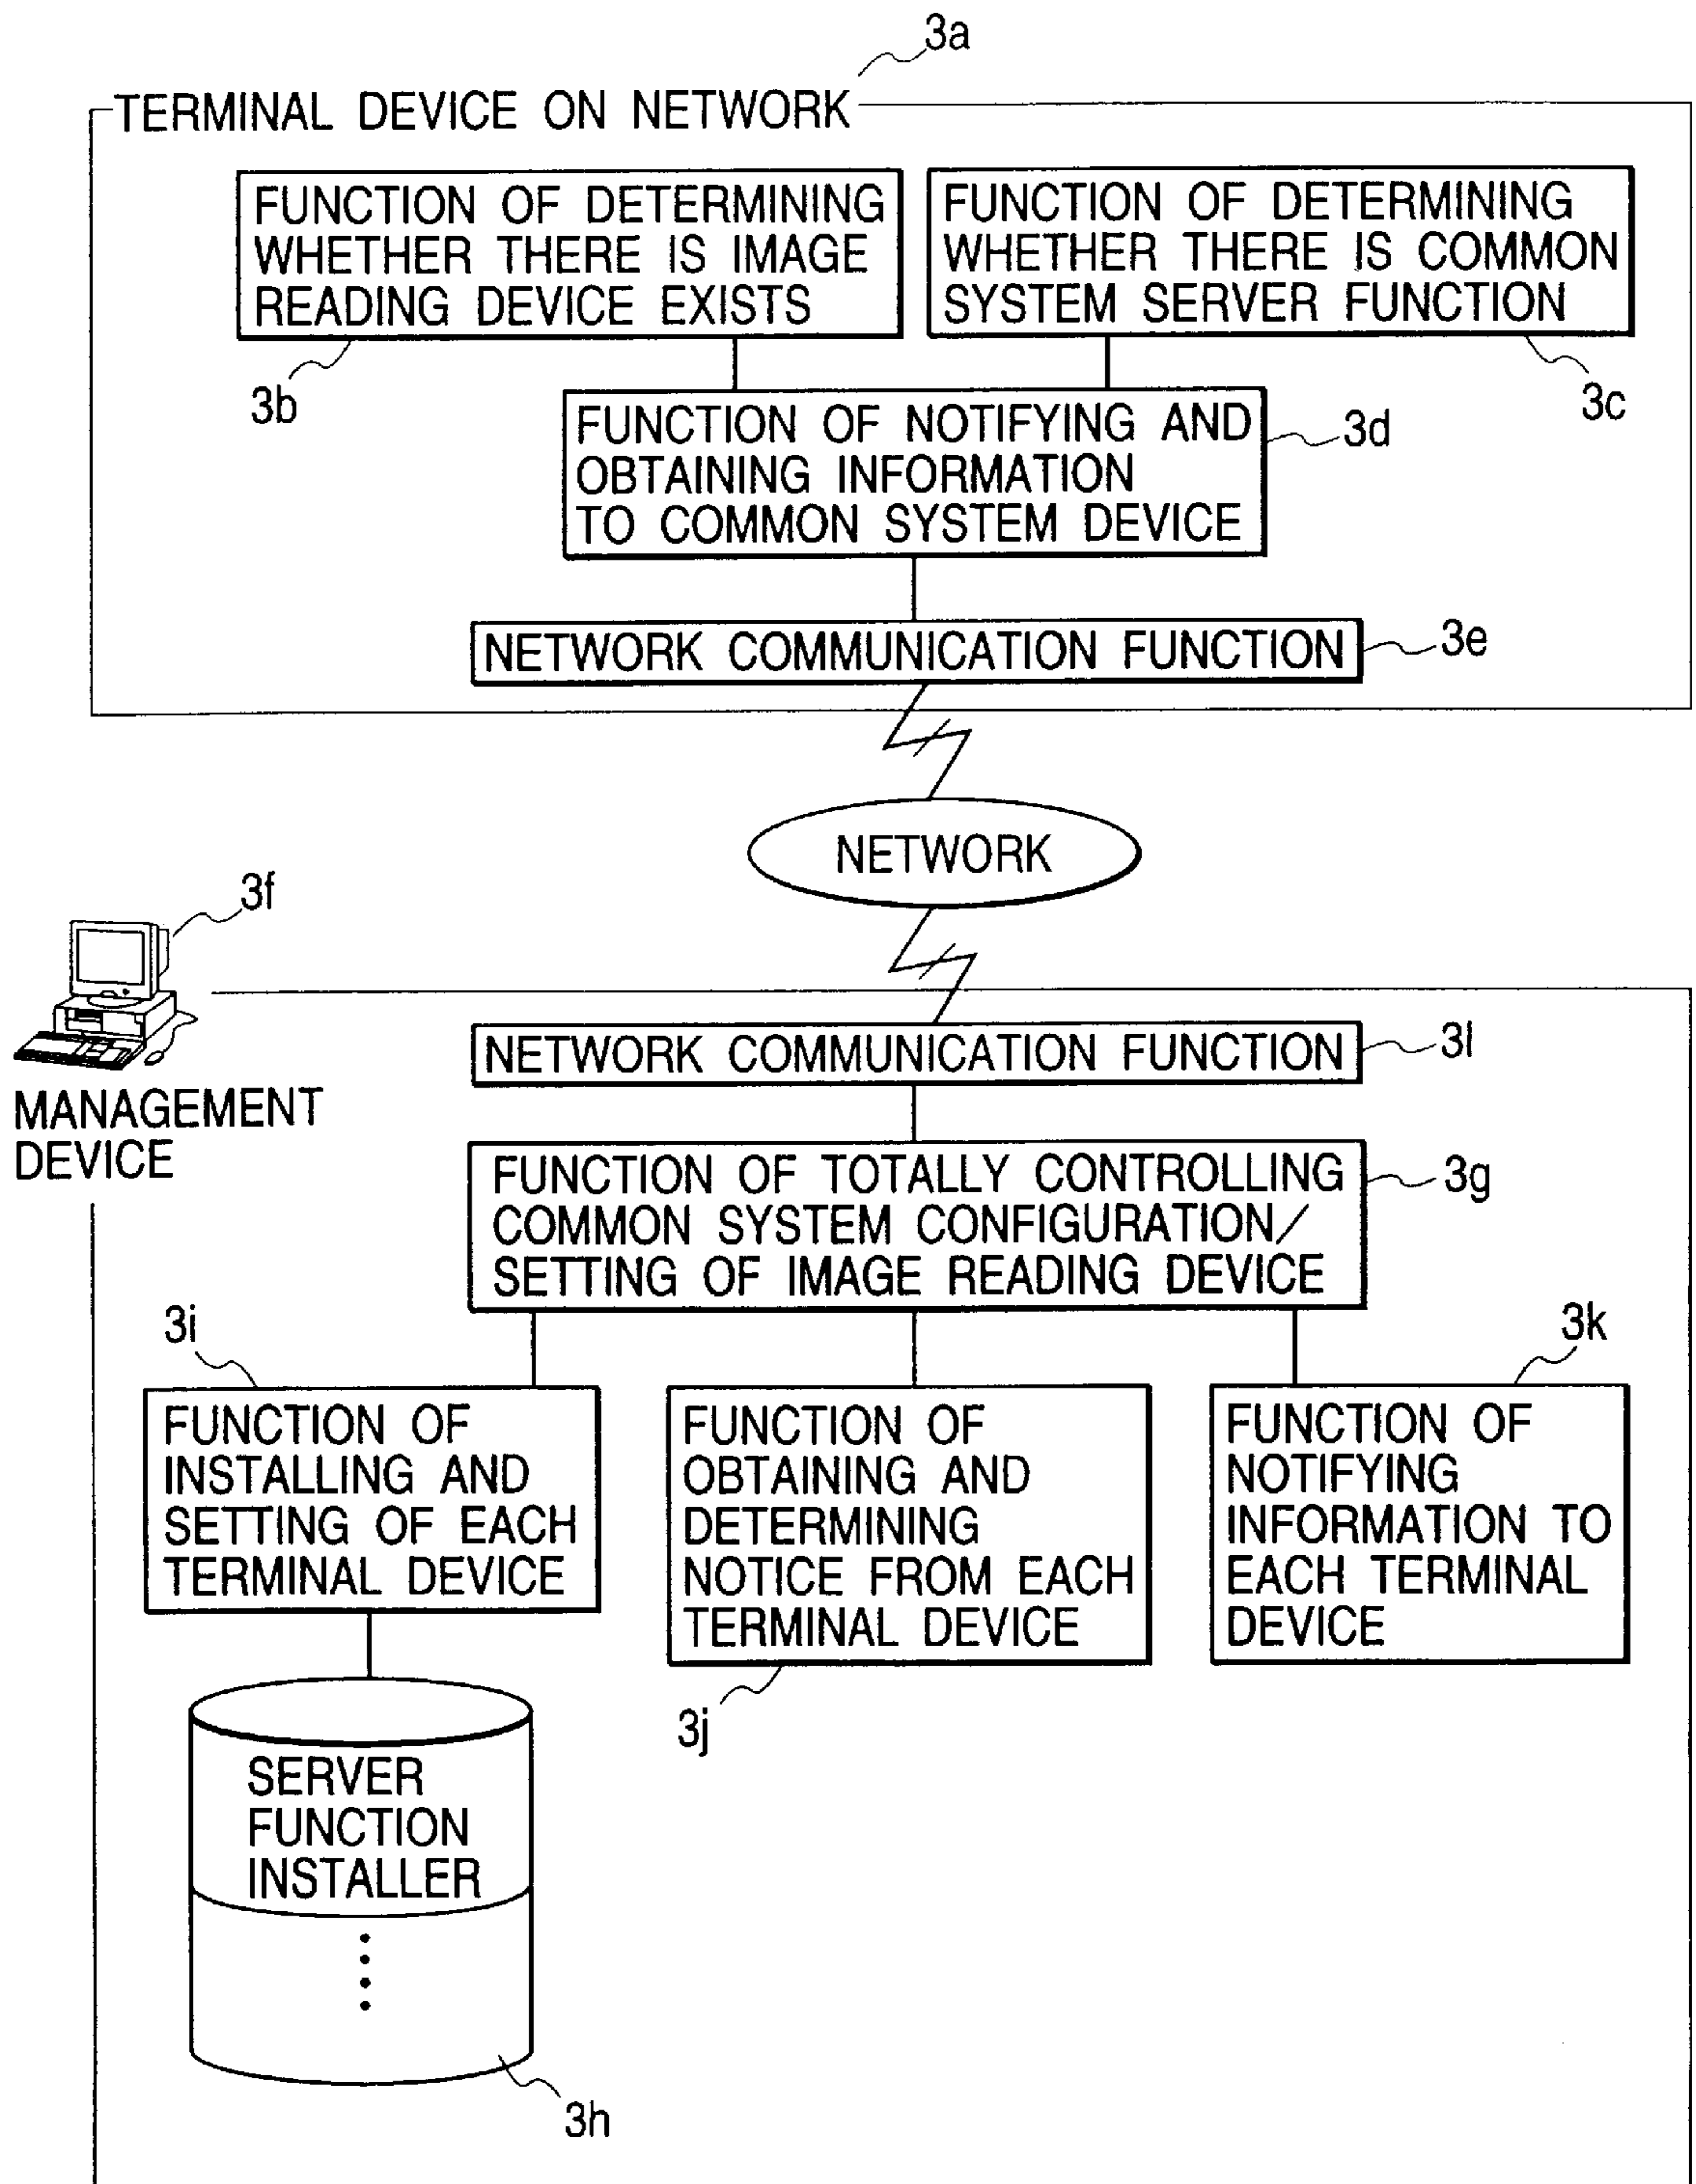 3a
TERMINAL DEVICE ON NETWORK
FUNCTION OF DETERMINING
WHETHER THERE IS IMAGE
READING DEVICE EXISTS
3b
FUNCTION OF DETERMINING
WHETHER THERE IS COMMON
SYSTEM SERVER FUNCTION
3c
FUNCTION OF NOTIFYING AND
OBTAINING INFORMATION
TO COMMON SYSTEM DEVICE
3d
NETWORK COMMUNICATION FUNCTION
3e
NETWORK
3f
MANAGEMENT
DEVICE
NETWORK COMMUNICATION FUNCTION
3l
FUNCTION OF TOTALLY CONTROLLING
COMMON SYSTEM CONFIGURATION/
SETTING OF IMAGE READING DEVICE
3g
3i
FUNCTION OF
INSTALLING AND
SETTING OF EACH
TERMINAL DEVICE
FUNCTION OF
OBTAINING AND
DETERMINING
NOTICE FROM EACH
TERMINAL DEVICE
3j
3k
FUNCTION OF
NOTIFYING
INFORMATION TO
EACH TERMINAL
DEVICE
SERVER
FUNCTION
INSTALLER
3h